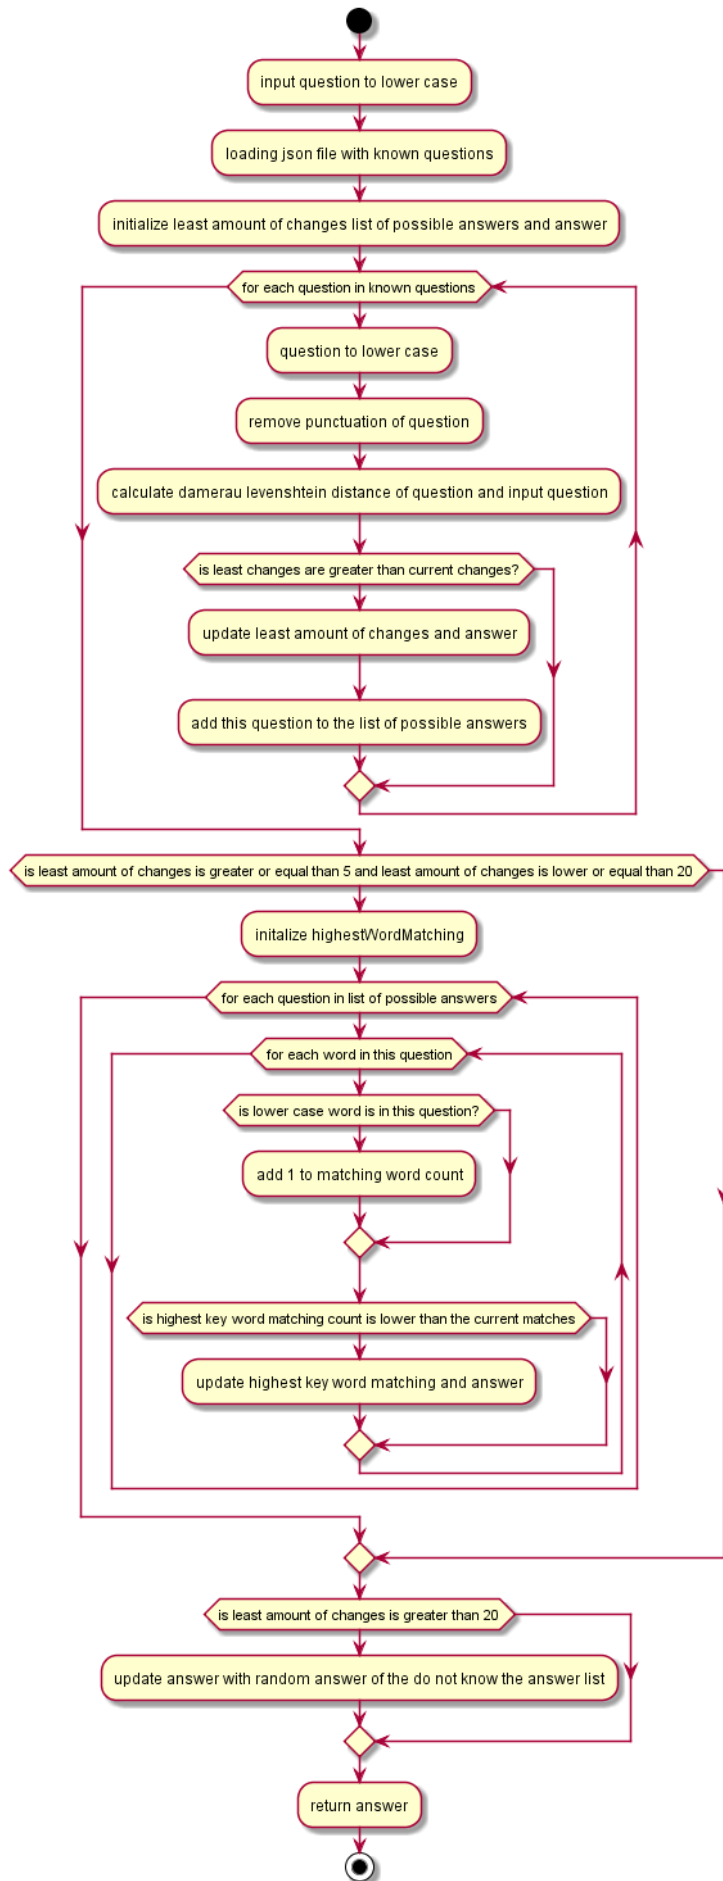 input question to lower case
loading json file with known questions
initialize least amount of changes list of possible answers and answer
for each question in known questions
question to lower case
remove punctuation of question
calculate damerau levenshtein distance of question and input question
is least changes are greater than current changes?
update least amount of changes and answer
add this question to the list of possible answers
is least amount of changes is greater or equal than 5 and least amount of changes is lower or equal than 20
initalize highestWordMatching
for each question in list of possible answers
for each word in this question
is lower case word is in this question?
add 1 to matching word count
is highest key word matching count is lower than the current matches
update highest key word matching and answer
is least amount of changes is greater than 20
update answer with random answer of the do not know the answer list
return answer